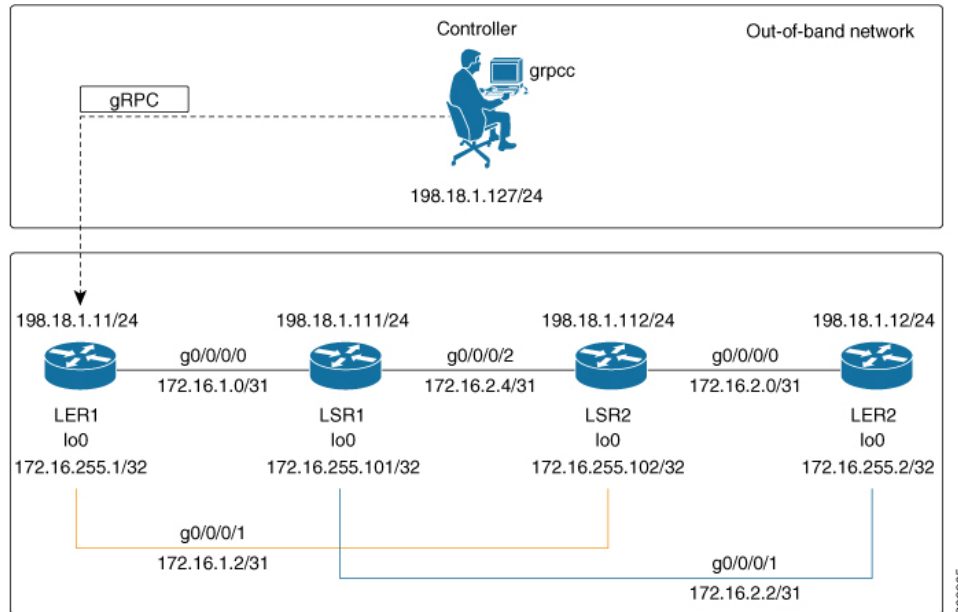 Controller
Out-of-band network
grpcc
gRPC
198.18.1.127/24
198.18.1.11/24
198.18.1.111/24
198.18.1.112/24
198.18.1.12/24
g0/0/0/0
g0/0/0/2
g0/0/0/0
172.16.1.0/31
172.16.2.4/31
172.16.2.0/31
LER1
LSR1
LSR2
LER2
lo0
lo0
lo0
lo0
172.16.255.1/32
172.16.255.101/32
172.16.255.102/32
172.16.255.2/32
g0/0/0/1
172.16.1.2/31
g0/0/0/1
172.16.2.2/31